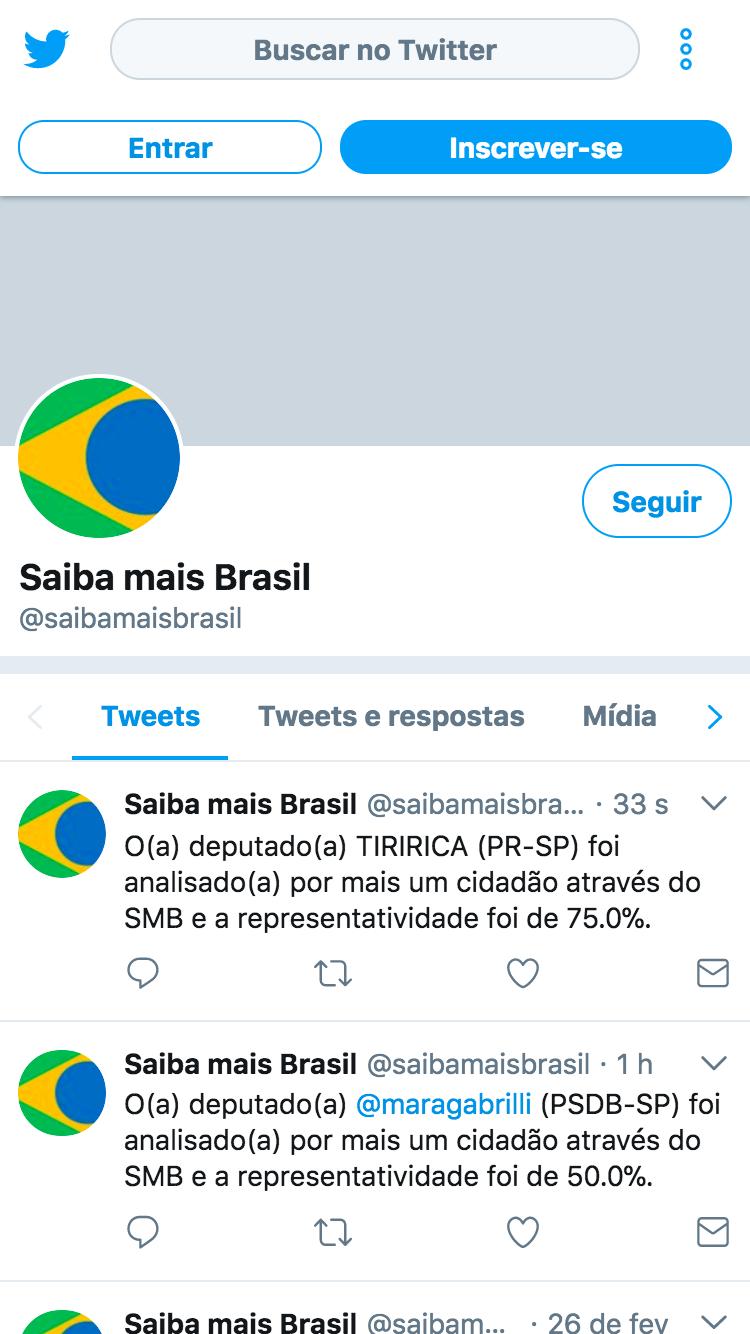 Buscar no Twitter
Entrar
Inscrever-se
Seguir
Saiba mais Brasil
@saibamaisbrasil
Tweets
Tweets e respostas
Mídia
Saiba mais Brasil @saibamaisbra... · 33 s
O(a) deputado(a) TIRIRICA (PR-SP) foi
analisado(a) por mais um cidadão através do
SMB e a representatividade foi de 75.0%.
Saiba mais Brasil @saibamaisbrasil · 1 h
O(a) deputado(a) @maragabrilli (PSDB-SP) foi
analisado(a) por mais um cidadão através do
SMB e a representatividade foi de 50.0%.
Saiba mais Brasil @saibam... · 26 de fev